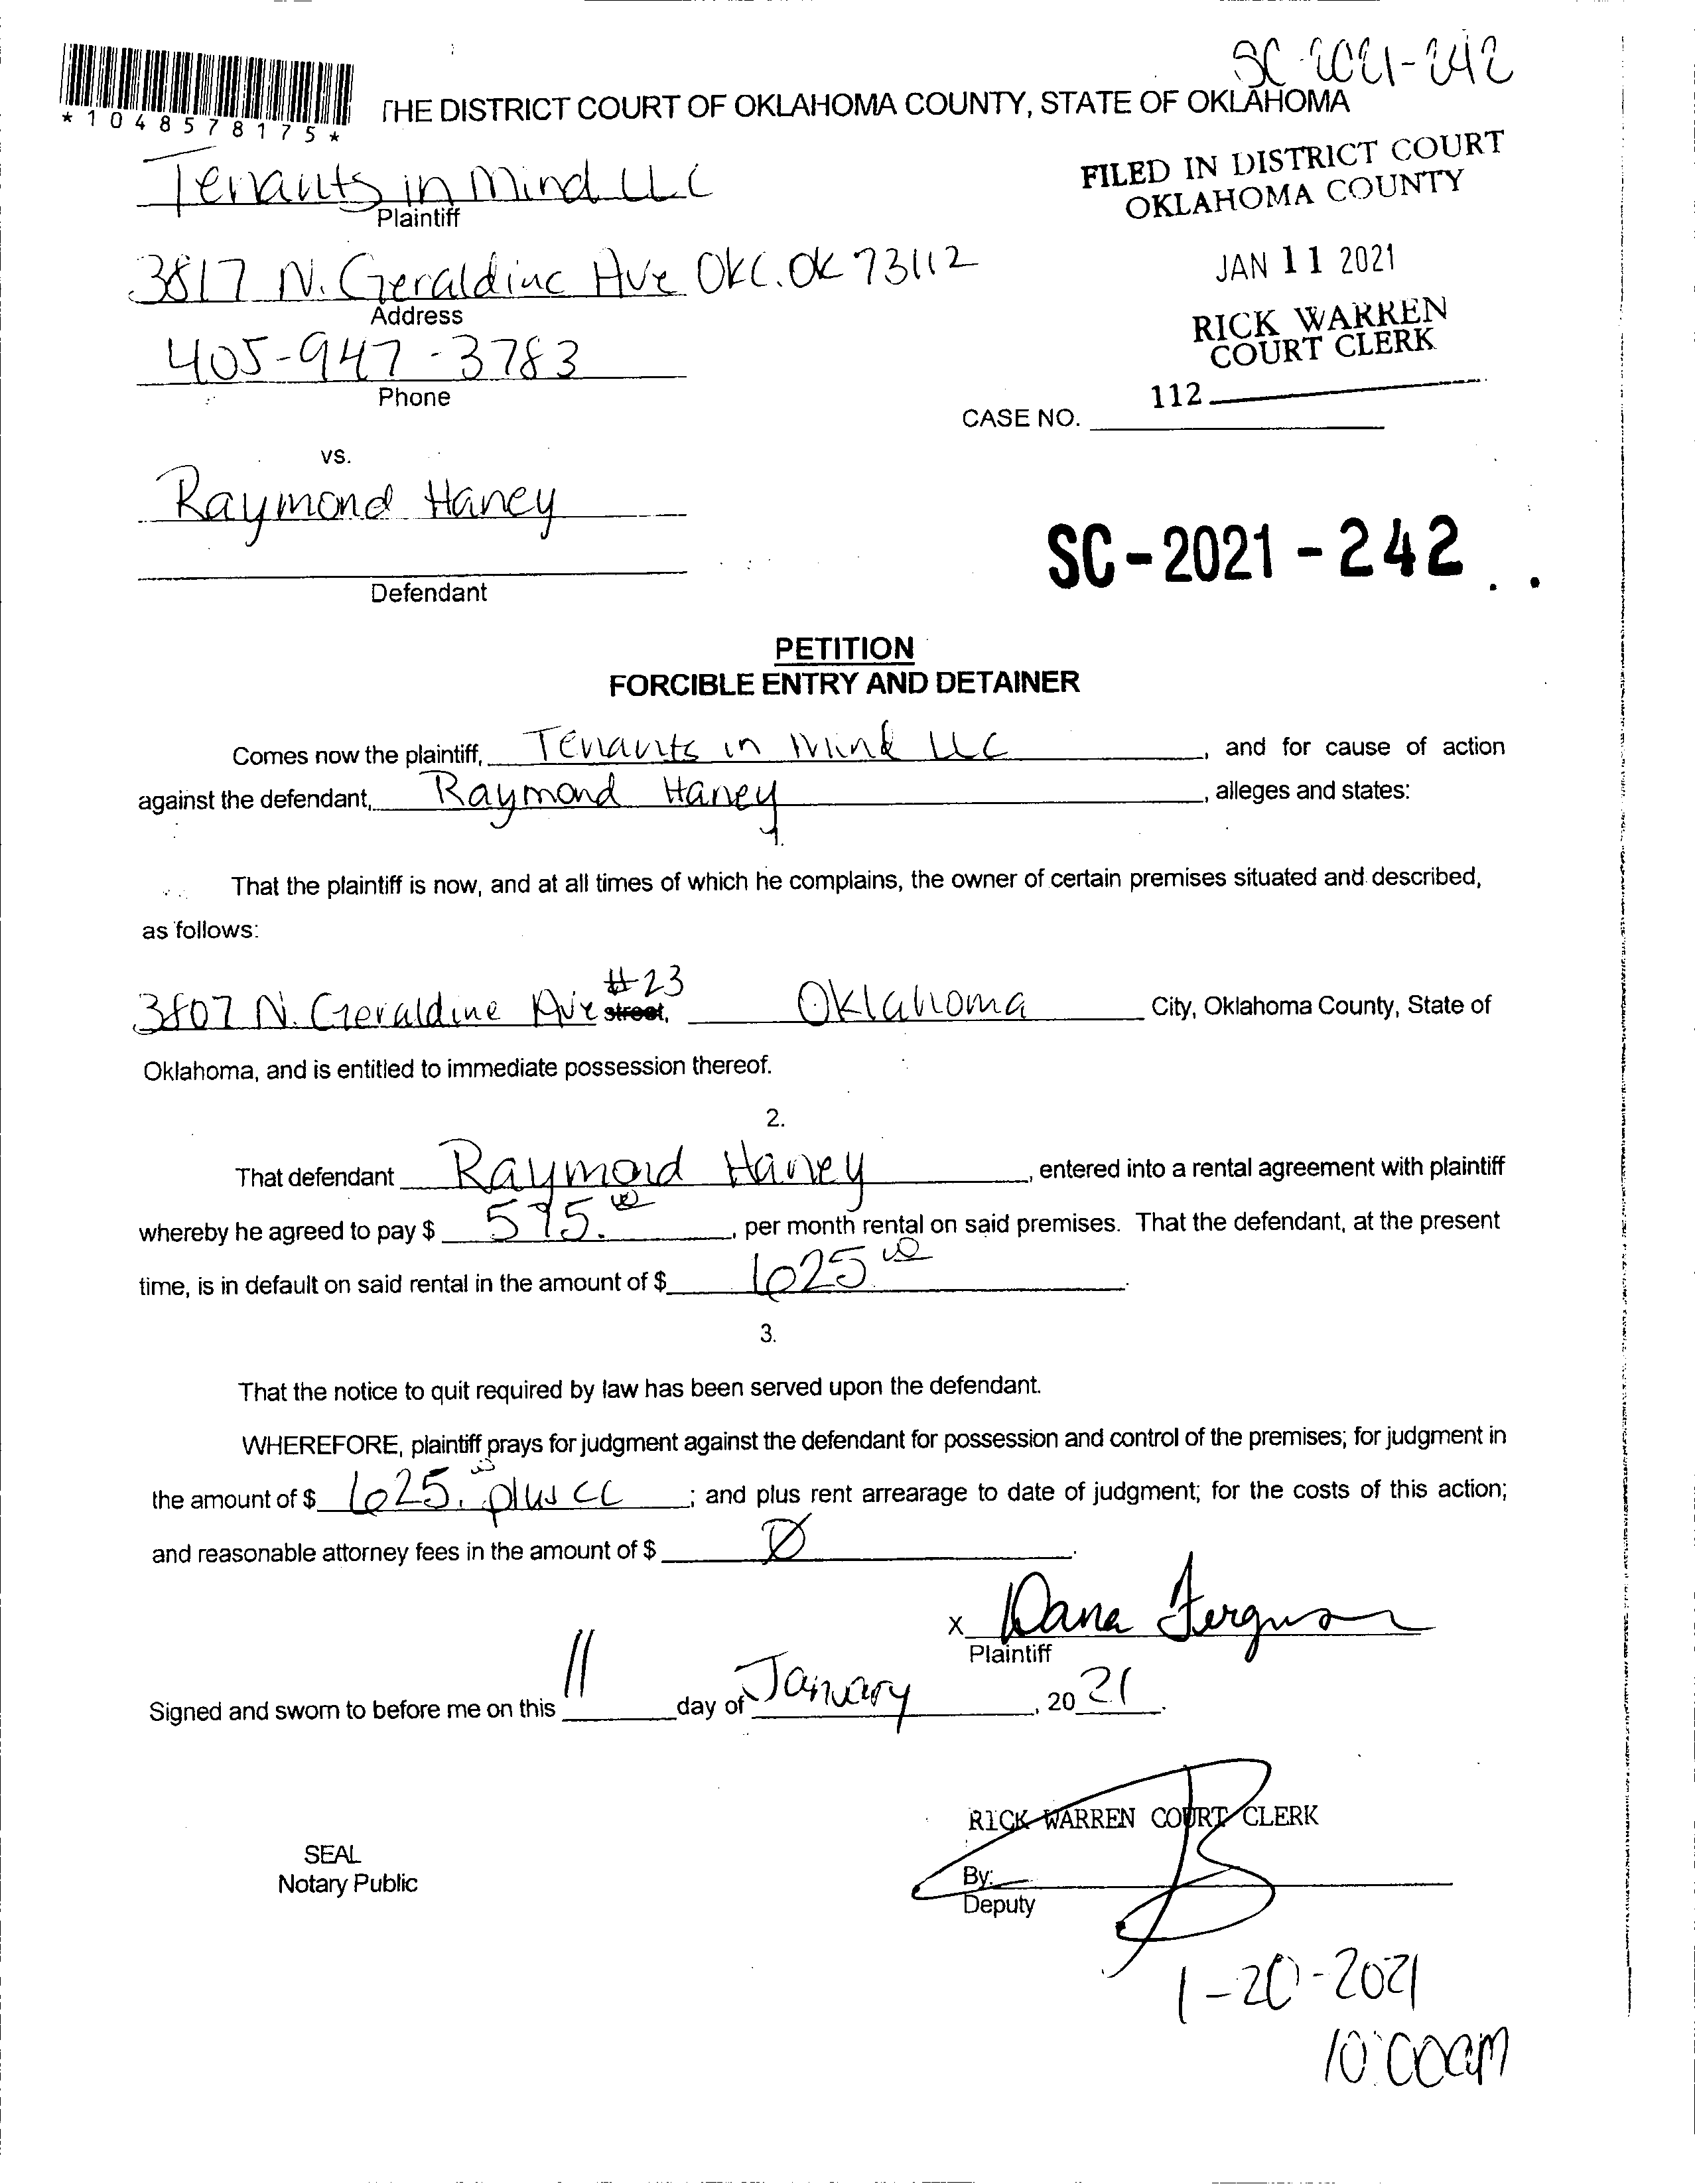 SC-2021-242
*1048578175*
THE DISTRICT COURT OF OKLAHOMA COUNTY, STATE OF OKLAHOMA
Tenants in Mind LLC
Plaintiff
FILED IN DISTRICT COURT
OKLAHOMA COUNTY
3817 N. Geraldine Ave OKC. OK 73112
Address
JAN 11 2021
405-947-3783
Phone
RICK WARREN
COURT CLERK
112
CASE NO.
vs.
Raymond Haney
Defendant
SC-2021-242
PETITION
FORCIBLE ENTRY AND DETAINER
Comes now the plaintiff, Tenants in Mind LLC, and for cause of action
against the defendant, Raymond Haney, alleges and states:
1.
That the plaintiff is now, and at all times of which he complains, the owner of certain premises situated and described,
as follows:
3807 N. Geraldine Ave #23 street, Oklahoma City, Oklahoma County, State of
Oklahoma, and is entitled to immediate possession thereof.
2.
That defendant Raymond Haney, entered into a rental agreement with plaintiff
whereby he agreed to pay $ 575.00, per month rental on said premises. That the defendant, at the present
time, is in default on said rental in the amount of $ 625 00.
3.
That the notice to quit required by law has been served upon the defendant.
WHEREFORE, plaintiff prays for judgment against the defendant for possession and control of the premises; for judgment in
the amount of $ 625.00 plus CC; and plus rent arrearage to date of judgment; for the costs of this action;
and reasonable attorney fees in the amount of $ Ø.
X Dana Ferguson
Plaintiff
Signed and sworn to before me on this 11 day of January, 20 21.
RICK WARREN COURT CLERK
SEAL
Notary Public
By:
Deputy
1-20-2021
10:00am